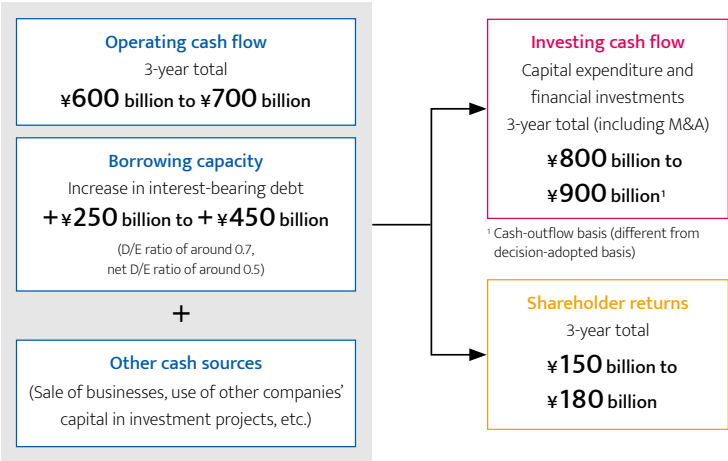 Operating cash flow
3-year total
¥600 billion to ¥700 billion
Borrowing capacity
Increase in interest-bearing debt
+¥250 billion to +¥450 billion
(D/E ratio of around 0.7,
net D/E ratio of around 0.5)
+
Other cash sources
(Sale of businesses, use of other companies’
capital in investment projects, etc.)
Investing cash flow
Capital expenditure and
financial investments
3-year total (including M&A)
¥800 billion to
¥900 billion¹
¹ Cash-outflow basis (different from
decision-adopted basis)
Shareholder returns
3-year total
¥150 billion to
¥180 billion